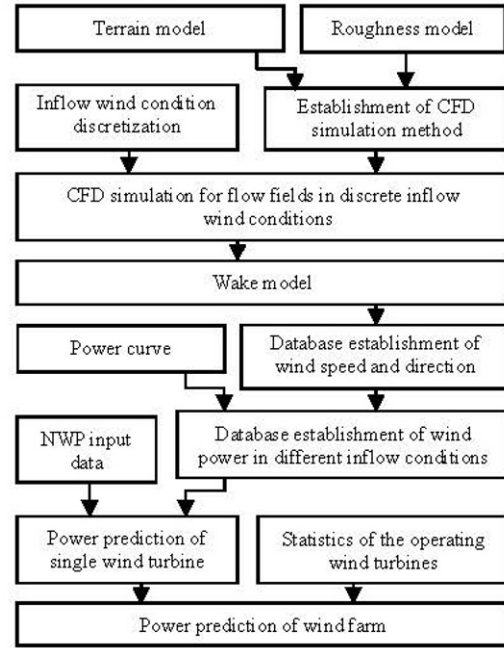 Terrain model
Roughness model
Inflow wind condition
discretization
Establishment of CFD
simulation method
CFD simulation for flow fields in discrete inflow
wind conditions
Wake model
Power curve
Database establishment of
wind speed and direction
NWP input
data
Database establishment of wind
power in different inflow conditions
Power prediction of
single wind turbine
Statistics of the operating
wind turbines
Power prediction of wind farm